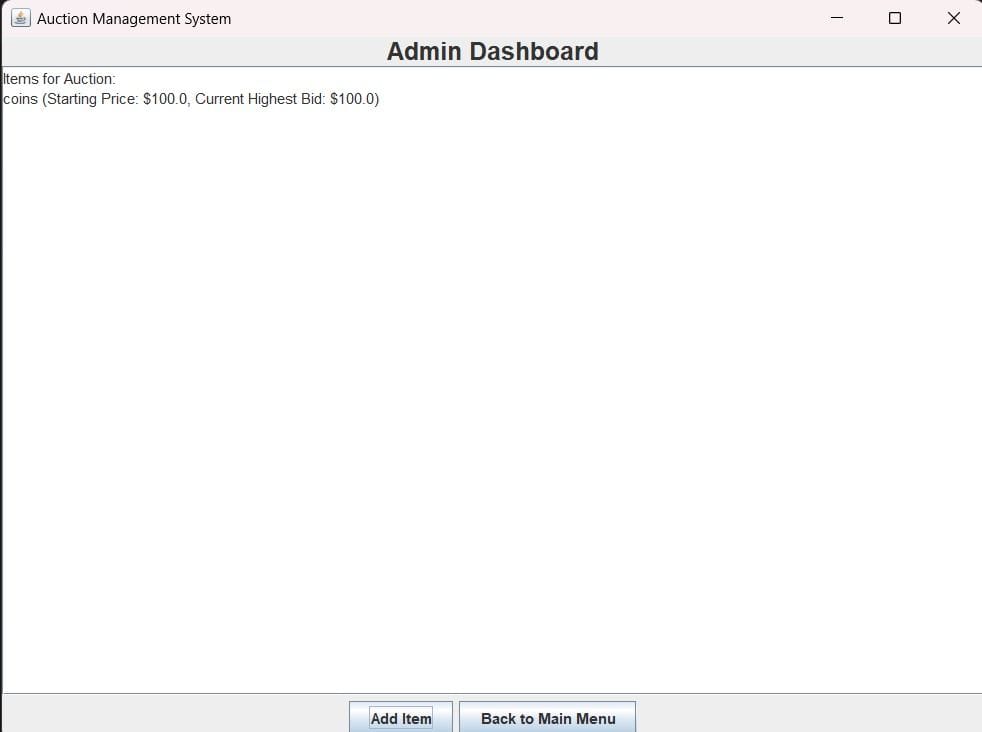 Auction Management System
Admin Dashboard
Items for Auction:
coins (Starting Price: $100.0, Current Highest Bid: $100.0)
Add Item
Back to Main Menu